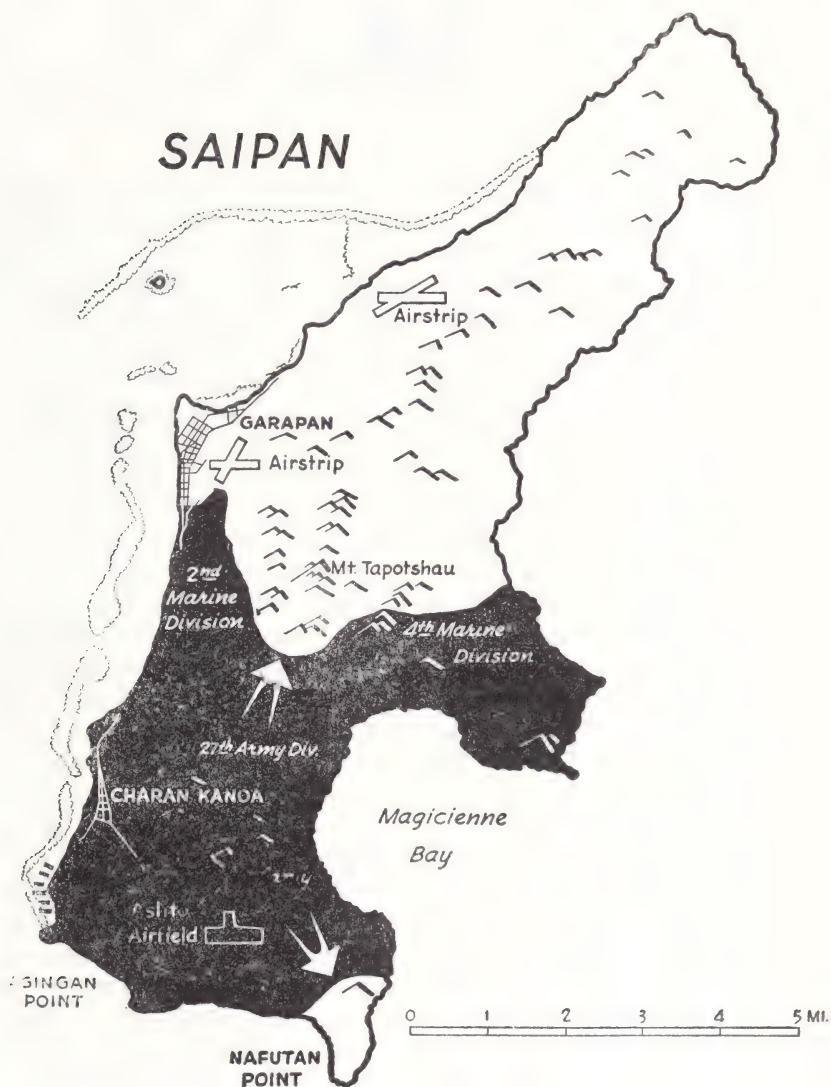 SAIPAN
Airstrip
GARAPAN
Airstrip
Mt. Tapotshau
2nd
Marine
Division
4th Marine
Division
27th Army Div.
CHARAN KANOA
Magicienne
Bay
Airfield
GINGAN
POINT
0 1 2 3 4 5 MI.
NAFUTAN
POINT